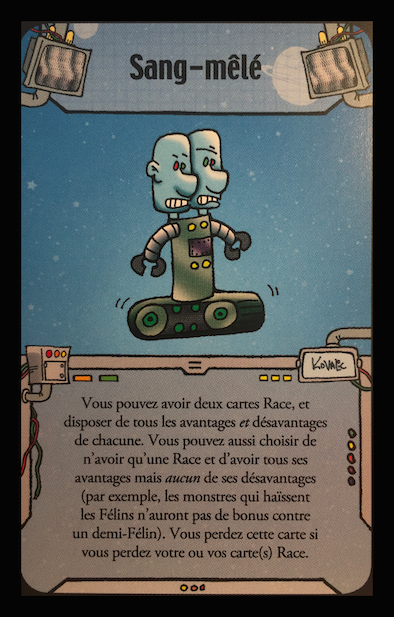 Sang-mêlé
KOVALIC
Vous pouvez avoir deux cartes Race, et
disposer de tous les avantages et désavantages
de chacune. Vous pouvez aussi choisir de
n'avoir qu'une Race et d'avoir tous ses
avantages mais aucun de ses désavantages
(par exemple, les monstres qui haïssent
les Félins n'auront pas de bonus contre
un demi-Félin). Vous perdez cette carte si
vous perdez votre ou vos carte(s) Race.